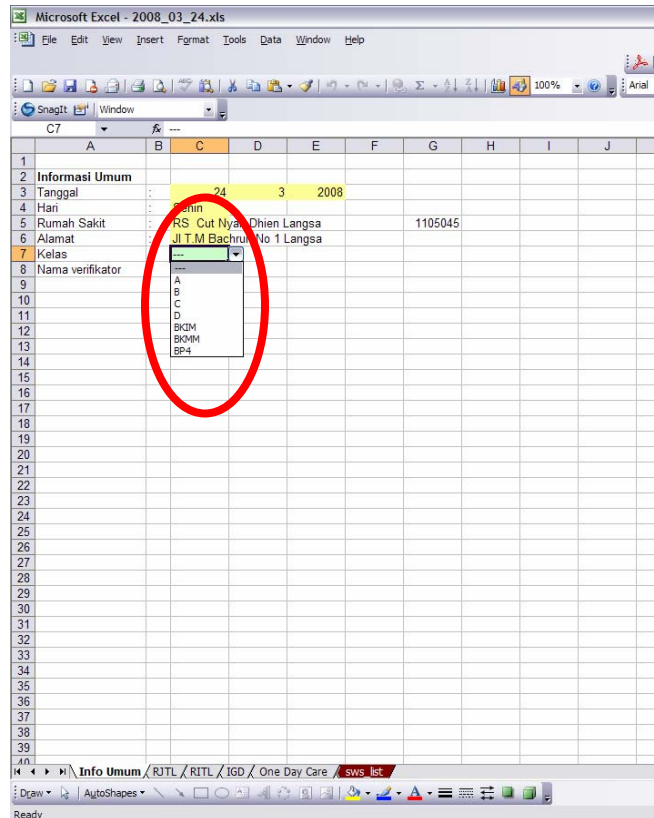 Microsoft Excel - 2008_03_24.xls
File Edit View Insert Format Tools Data Window Help
100% Arial
SnagIt Window
C7 fx ---
A B C D E F G H I J
1
2 Informasi Umum
3 Tanggal : 24 3 2008
4 Hari : Senin
5 Rumah Sakit : RS Cut Nyak Dhien Langsa 1105045
6 Alamat : Jl T.M Bachrun No 1 Langsa
7 Kelas ---
8 Nama verifikator ---
9 A
10 B
11 C
12 D
BKIM
13 BKMM
BP4
14
15
16
17
18
19
20
21
22
23
24
25
26
27
28
29
30
31
32
33
34
35
36
37
38
39
40
Info Umum RJTL RITL IGD One Day Care sws_list
Draw AutoShapes
Ready